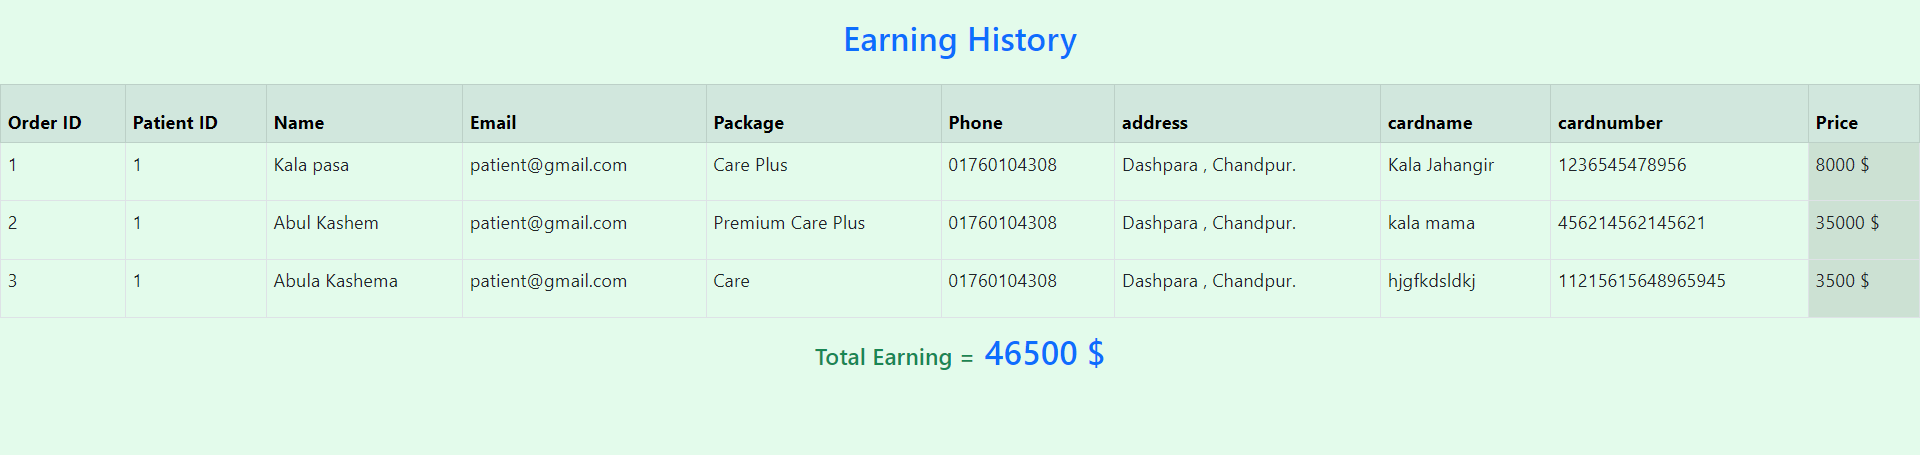 Earning History
Order ID Patient ID Name Email Package Phone address cardname cardnumber Price
1 1 Kala pasa patient@gmail.com Care Plus 01760104308 Dashpara , Chandpur. Kala Jahangir 1236545478956 8000 $
2 1 Abul Kashem patient@gmail.com Premium Care Plus 01760104308 Dashpara , Chandpur. kala mama 456214562145621 35000 $
3 1 Abula Kashema patient@gmail.com Care 01760104308 Dashpara , Chandpur. hjgfkdsldkj 11215615648965945 3500 $
Total Earning = 46500 $